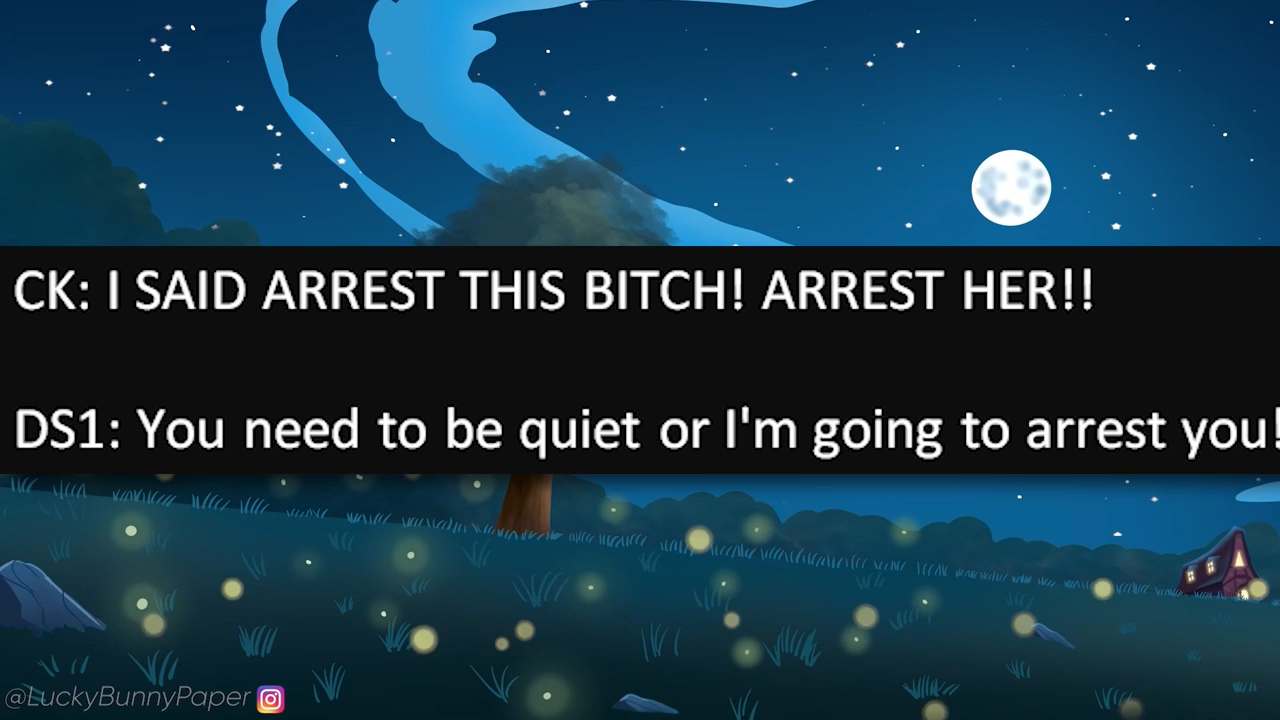 CK: I SAID ARREST THIS BITCH! ARREST HER!!
DS1: You need to be quiet or I'm going to arrest you!
@LuckyBunnyPaper